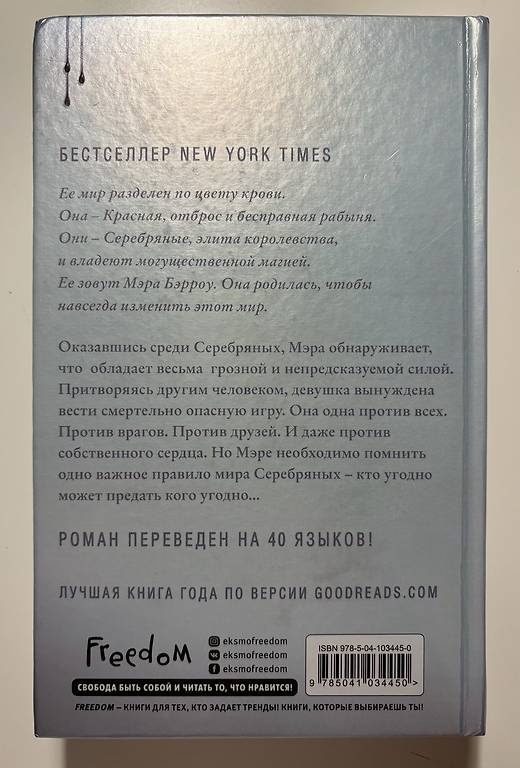 БЕСТСЕЛЛЕР NEW YORK TIMES
Ее мир разделен по цвету крови.
Она – Красная, отброс и бесправная рабыня.
Они – Серебряные, элита королевства,
и владеют могущественной магией.
Ее зовут Мэра Бэрроу. Она родилась, чтобы
навсегда изменить этот мир.
Оказавшись среди Серебряных, Мэра обнаруживает,
что обладает весьма грозной и непредсказуемой силой.
Притворяясь другим человеком, девушка вынуждена
вести смертельно опасную игру. Она одна против всех.
Против врагов. Против друзей. И даже против
собственного сердца. Но Мэре необходимо помнить
одно важное правило мира Серебряных – кто угодно
может предать кого угодно...
РОМАН ПЕРЕВЕДЕН НА 40 ЯЗЫКОВ!
ЛУЧШАЯ КНИГА ГОДА ПО ВЕРСИИ GOODREADS.COM
Freedom
eksmofreedom
eksmofreedom
eksmofreedom
СВОБОДА БЫТЬ СОБОЙ И ЧИТАТЬ ТО, ЧТО НРАВИТСЯ!
FREEDOM – КНИГИ ДЛЯ ТЕХ, КТО ЗАДАЕТ ТРЕНДЫ! КНИГИ, КОТОРЫЕ ВЫБИРАЕШЬ ТЫ!
ISBN 978-5-04-103445-0
9 785041 034450 >